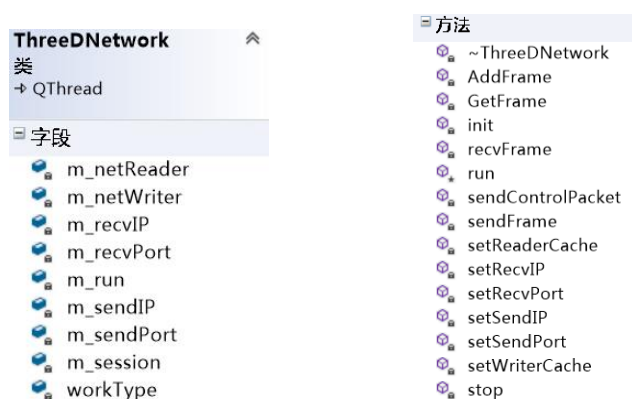 ThreeDNetwork
类
QThread
字段
m_netReader
m_netWriter
m_recvIP
m_recvPort
m_run
m_sendIP
m_sendPort
m_session
workType
方法
~ThreeDNetwork
AddFrame
GetFrame
init
recvFrame
run
sendControlPacket
sendFrame
setReaderCache
setRecvIP
setRecvPort
setSendIP
setSendPort
setWriterCache
stop